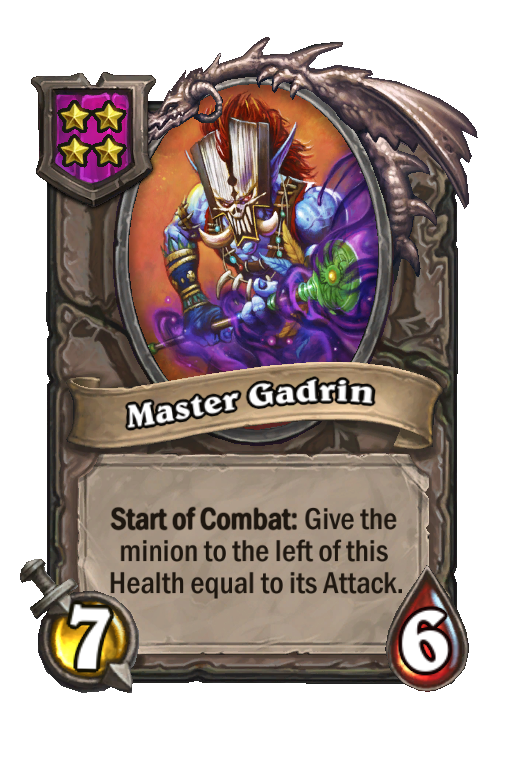 Master Gadrin
Start of Combat: Give the
minion to the left of this
Health equal to its Attack.
7
6